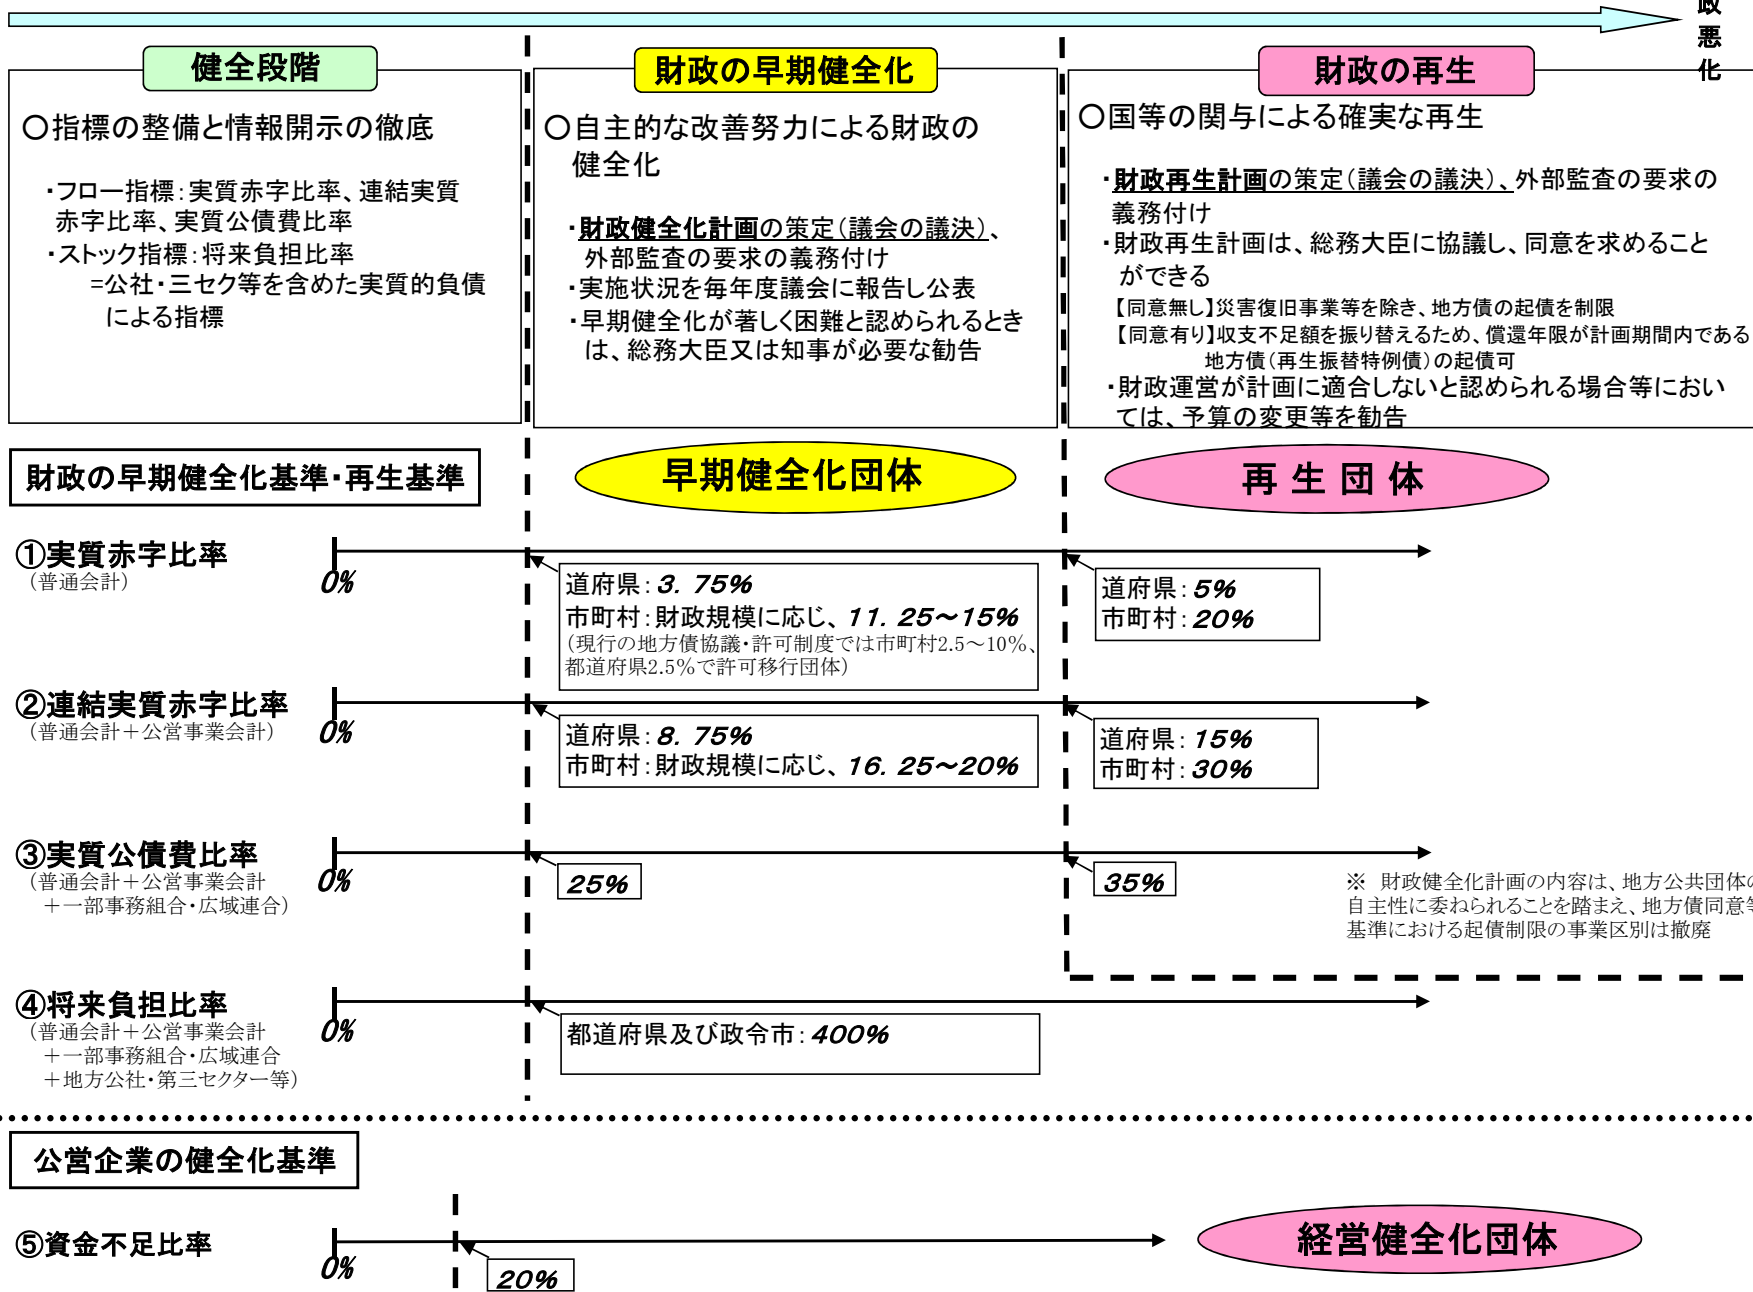 政
悪
化
健全段階
○指標の整備と情報開示の徹底
・フロー指標：実質赤字比率、連結実質
赤字比率、実質公債費比率
・ストック指標：将来負担比率
=公社・三セク等を含めた実質的負債
による指標
財政の早期健全化
○自主的な改善努力による財政の
健全化
・財政健全化計画の策定（議会の議決）、
外部監査の要求の義務付け
・実施状況を毎年度議会に報告し公表
・早期健全化が著しく困難と認められるとき
は、総務大臣又は知事が必要な勧告
財政の再生
○国等の関与による確実な再生
・財政再生計画の策定（議会の議決）、外部監査の要求の
義務付け
・財政再生計画は、総務大臣に協議し、同意を求めること
ができる
【同意無し】災害復旧事業等を除き、地方債の起債を制限
【同意有り】収支不足額を振り替えるため、償還年限が計画期間内である
地方債（再生振替特例債）の起債可
・財政運営が計画に適合しないと認められる場合等におい
ては、予算の変更等を勧告
財政の早期健全化基準・再生基準
早期健全化団体
再 生 団 体
①実質赤字比率
（普通会計）
0%
道府県：3．75%
市町村：財政規模に応じ、11．25～15%
（現行の地方債協議・許可制度では市町村2.5～10％、
都道府県2.5％で許可移行団体）
道府県：5%
市町村：20%
②連結実質赤字比率
（普通会計＋公営事業会計）
0%
道府県：8．75%
市町村：財政規模に応じ、16．25～20%
道府県：15%
市町村：30%
③実質公債費比率
（普通会計＋公営事業会計
＋一部事務組合・広域連合）
0%
25%
35%
※　財政健全化計画の内容は、地方公共団体の
自主性に委ねられることを踏まえ、地方債同意等
基準における起債制限の事業区別は撤廃
④将来負担比率
（普通会計＋公営事業会計
＋一部事務組合・広域連合
＋地方公社・第三セクター等）
0%
都道府県及び政令市：400%
公営企業の健全化基準
⑤資金不足比率
0%
20%
経営健全化団体